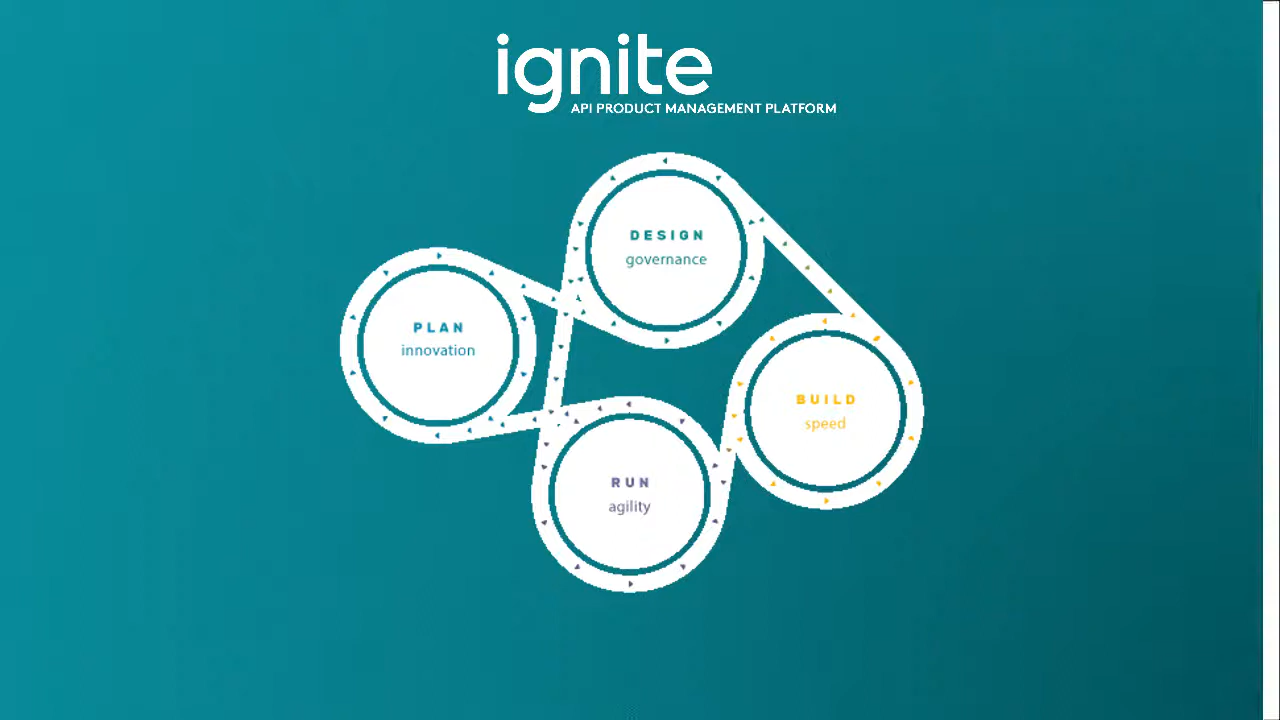 ignite
API PRODUCT MANAGEMENT PLATFORM
DESIGN
governance
PLAN
innovation
BUILD
speed
RUN
agility